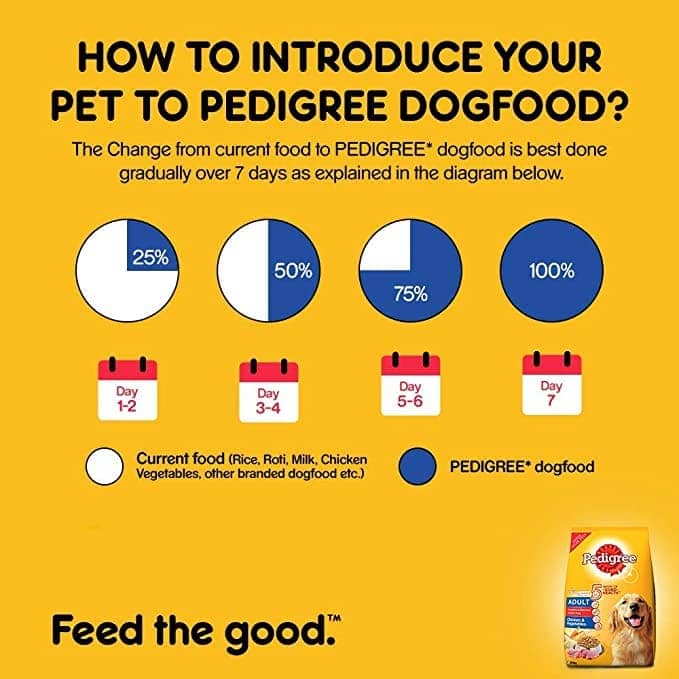 HOW TO INTRODUCE YOUR
PET TO PEDIGREE DOGFOOD?
The Change from current food to PEDIGREE* dogfood is best done
gradually over 7 days as explained in the diagram below.
25%
50%
75%
100%
Day
1-2
Day
3-4
Day
5-6
Day
7
Current food (Rice, Roti, Milk, Chicken
Vegetables, other branded dogfood etc.)
PEDIGREE* dogfood
Pedigree
5
ADULT
Chicken &
Vegetables
Feed the good.™